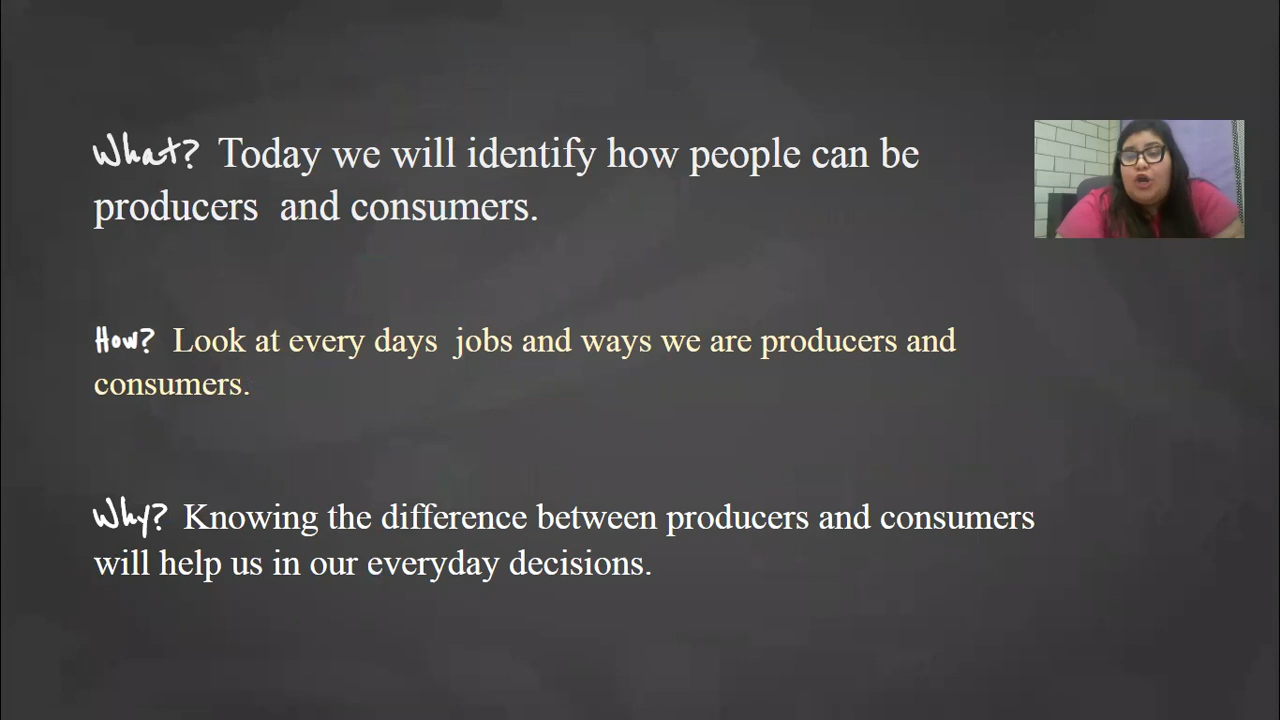 What? Today we will identify how people can be
producers and consumers.
How? Look at every days jobs and ways we are producers and
consumers.
Why? Knowing the difference between producers and consumers
will help us in our everyday decisions.